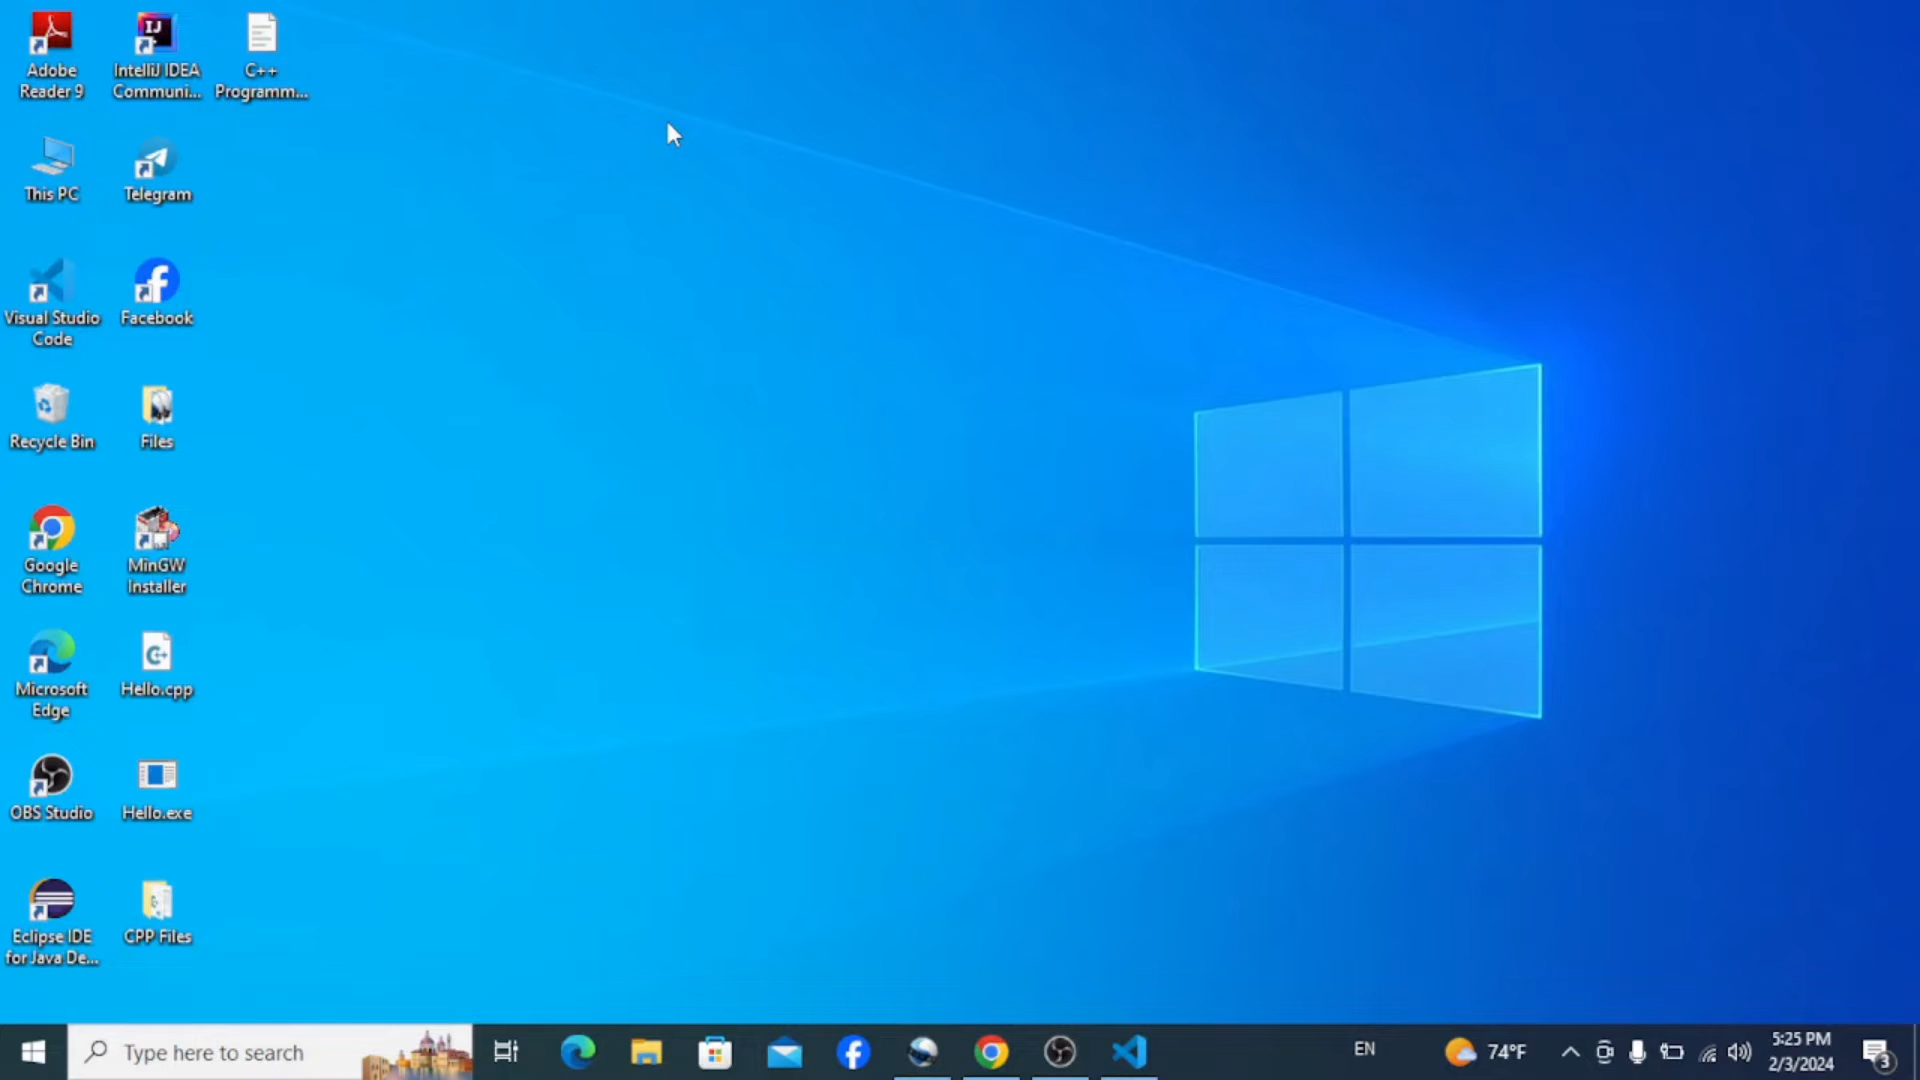 Adobe
Reader 9
IntelliJ IDEA
Communi...
C++
Programm...
This PC
Telegram
Visual Studio
Code
Facebook
Recycle Bin
Files
Google
Chrome
MinGW
Installer
Microsoft
Edge
Hello.cpp
OBS Studio
Hello.exe
Eclipse IDE
for Java De...
CPP Files
Type here to search
EN
74°F
5:25 PM
2/3/2024
3